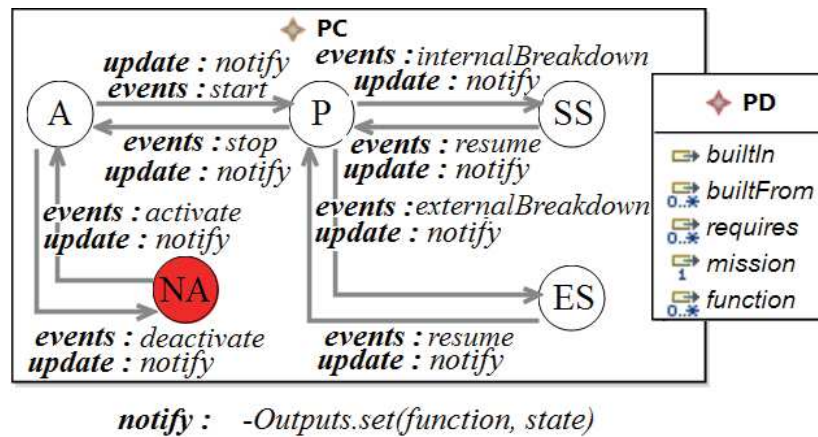 PC
update : notify
events : start
events : internalBreakdown
update : notify
A
P
SS
events : stop
update : notify
events : resume
update : notify
events : activate
update : notify
events : externalBreakdown
update : notify
NA
ES
events : deactivate
update : notify
events : resume
update : notify
PD
builtIn
builtFrom
0..*
requires
0..*
mission
1
function
0..*
notify : -Outputs.set(function, state)